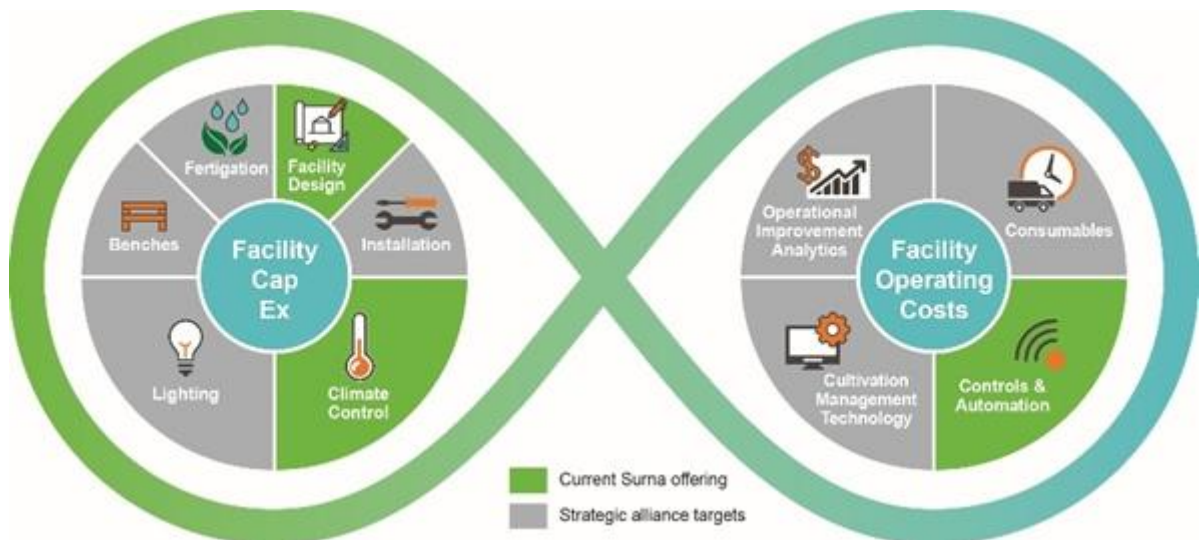 Fertigation
Facility
Design
Benches
Installation
Facility
Cap
Ex
Lighting
Climate
Control
Operational
Improvement
Analytics
Consumables
Facility
Operating
Costs
Cultivation
Management
Technology
Controls &
Automation
Current Surna offering
Strategic alliance targets